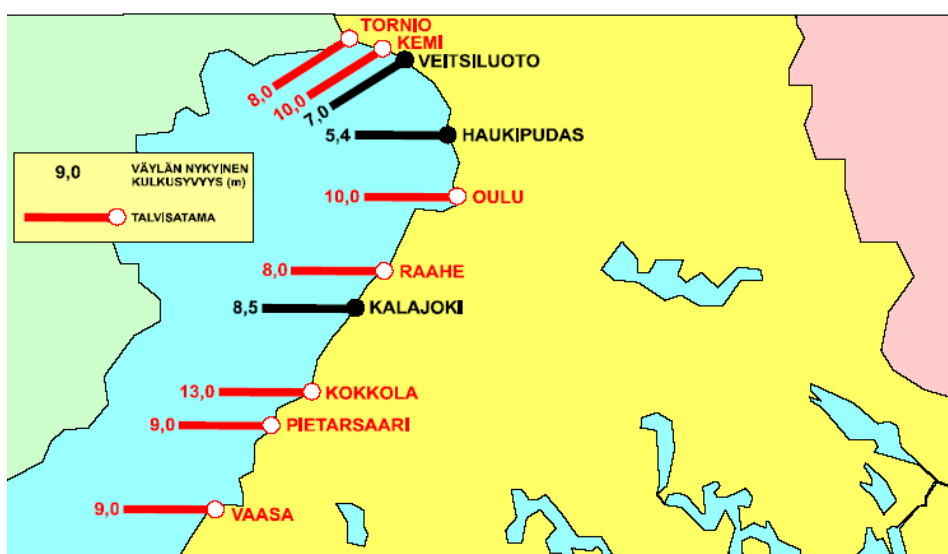 TORNIO
8,0
KEMI
10,0
VEITSILUOTO
7,0
5,4 HAUKIPUDAS
9,0 VÄYLÄN NYKYINEN
KULKUSYVYYS (m)
TALVISATAMA
10,0 OULU
8,0 RAAHE
8,5 KALAJOKI
13,0 KOKKOLA
9,0 PIETARSAARI
9,0 VAASA